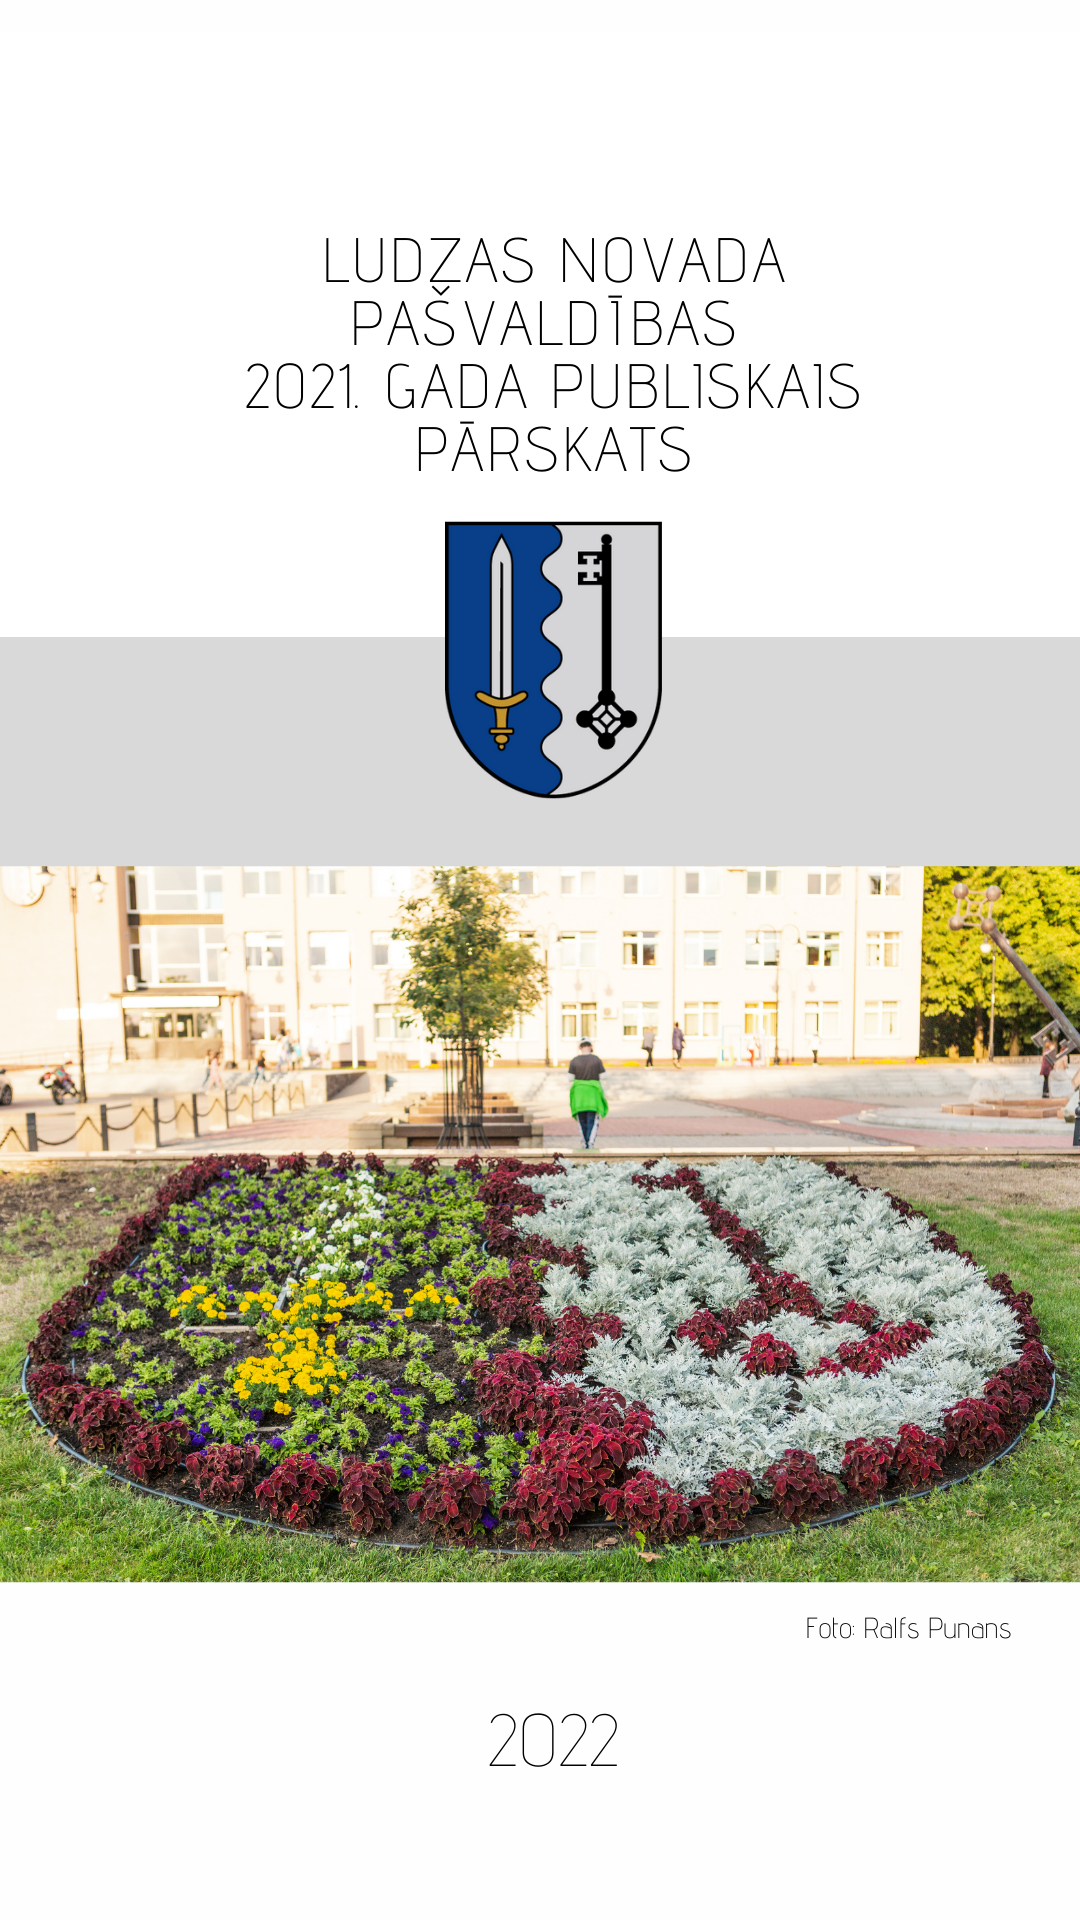 LUDZAS NOVADA
PAŠVALDĪBAS
2021. GADA PUBLISKAIS
PĀRSKATS
Foto: Ralfs Punans
2022